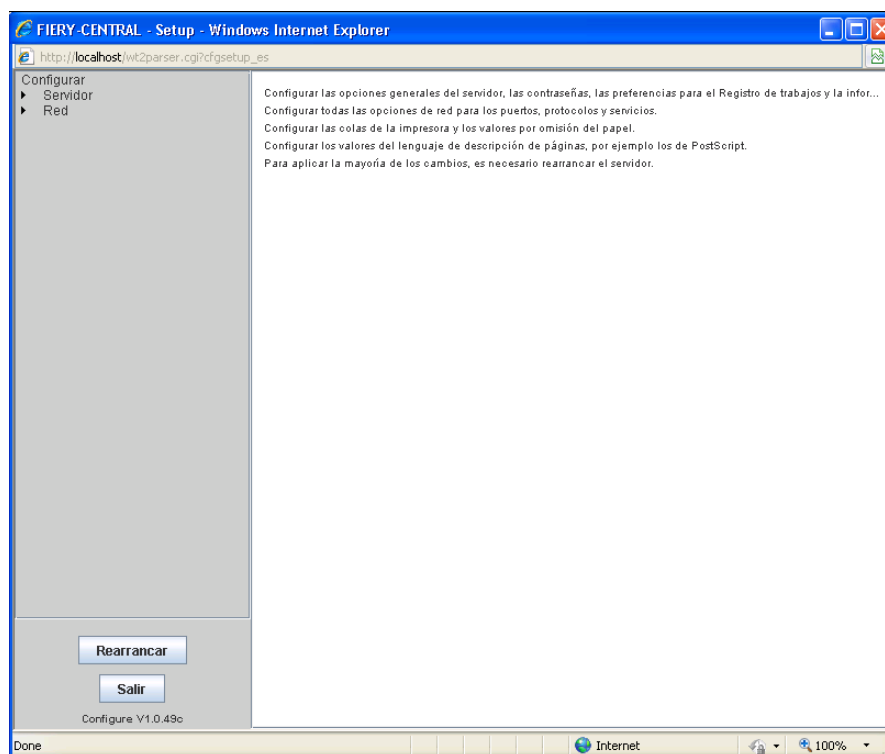 FIERY-CENTRAL - Setup - Windows Internet Explorer
http://localhost/wt2parser.cgi?cfgsetup_es
Configurar
Servidor
Red
Configurar las opciones generales del servidor, las contraseñas, las preferencias para el Registro de trabajos y la infor...
Configurar todas las opciones de red para los puertos, protocolos y servicios.
Configurar las colas de la impresora y los valores por omisión del papel.
Configurar los valores del lenguaje de descripción de páginas, por ejemplo los de PostScript.
Para aplicar la mayoría de los cambios, es necesario rearrancar el servidor.
Rearrancar
Salir
Configure V1.0.49c
Done
Internet
100%